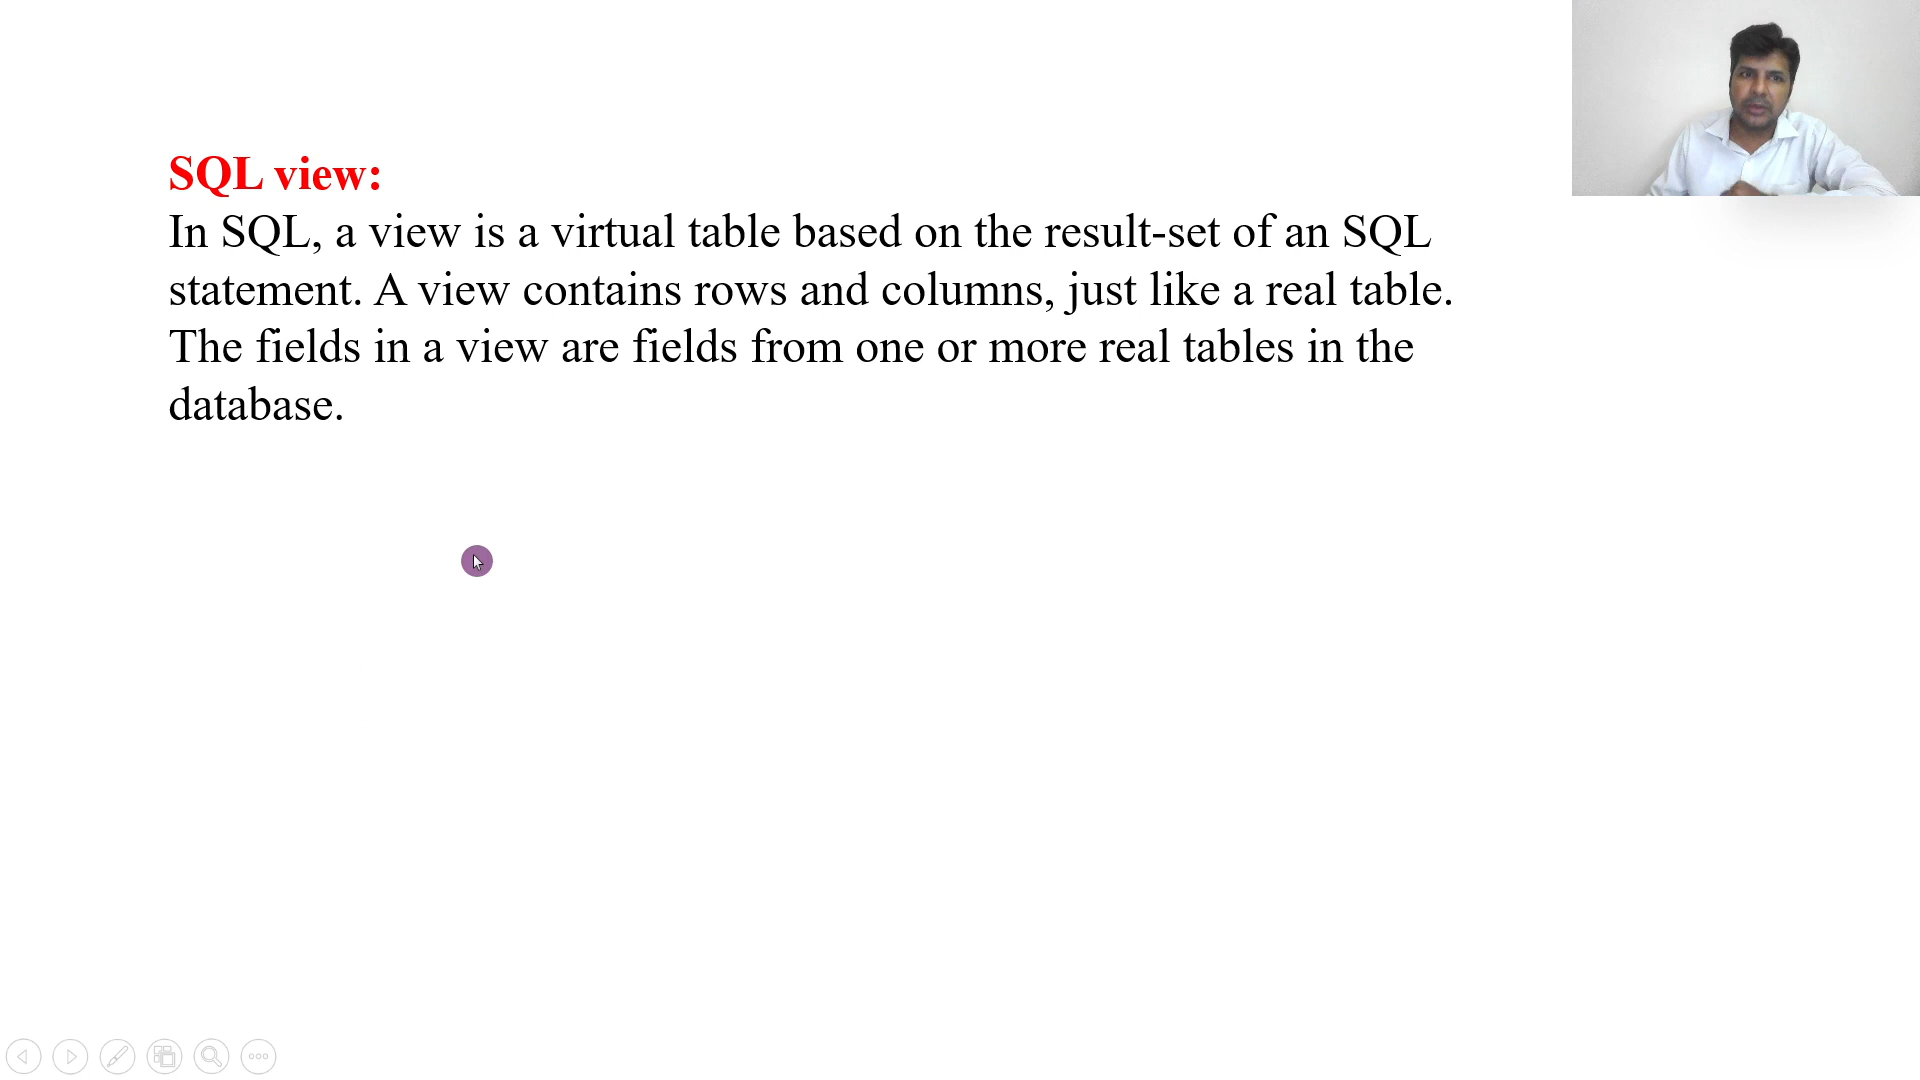 SQL view:
In SQL, a view is a virtual table based on the result-set of an SQL
statement. A view contains rows and columns, just like a real table.
The fields in a view are fields from one or more real tables in the
database.